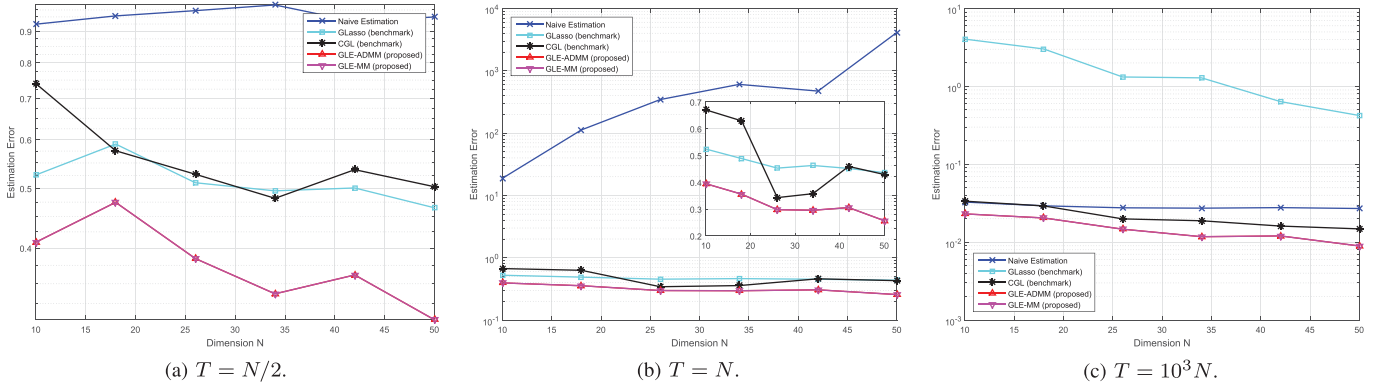 0.9
0.8
0.7
0.6
0.5
0.4
Estimation Error
Naive Estimation
GLasso (benchmark)
CGL (benchmark)
GLE-ADMM (proposed)
GLE-MM (proposed)
10 15 20 25 30 35 40 45 50
Dimension N
(a) T = N/2.
10^4
10^3
10^2
10^1
10^0
10^-1
Estimation Error
Naive Estimation
GLasso (benchmark)
CGL (benchmark)
GLE-ADMM (proposed)
GLE-MM (proposed)
0.7
0.6
0.5
0.4
0.3
0.2
10 20 30 40 50
10 15 20 25 30 35 40 45 50
Dimension N
(b) T = N.
10^1
10^0
10^-1
10^-2
10^-3
Estimation Error
Naive Estimation
GLasso (benchmark)
CGL (benchmark)
GLE-ADMM (proposed)
GLE-MM (proposed)
10 15 20 25 30 35 40 45 50
Dimension N
(c) T = 10³N.